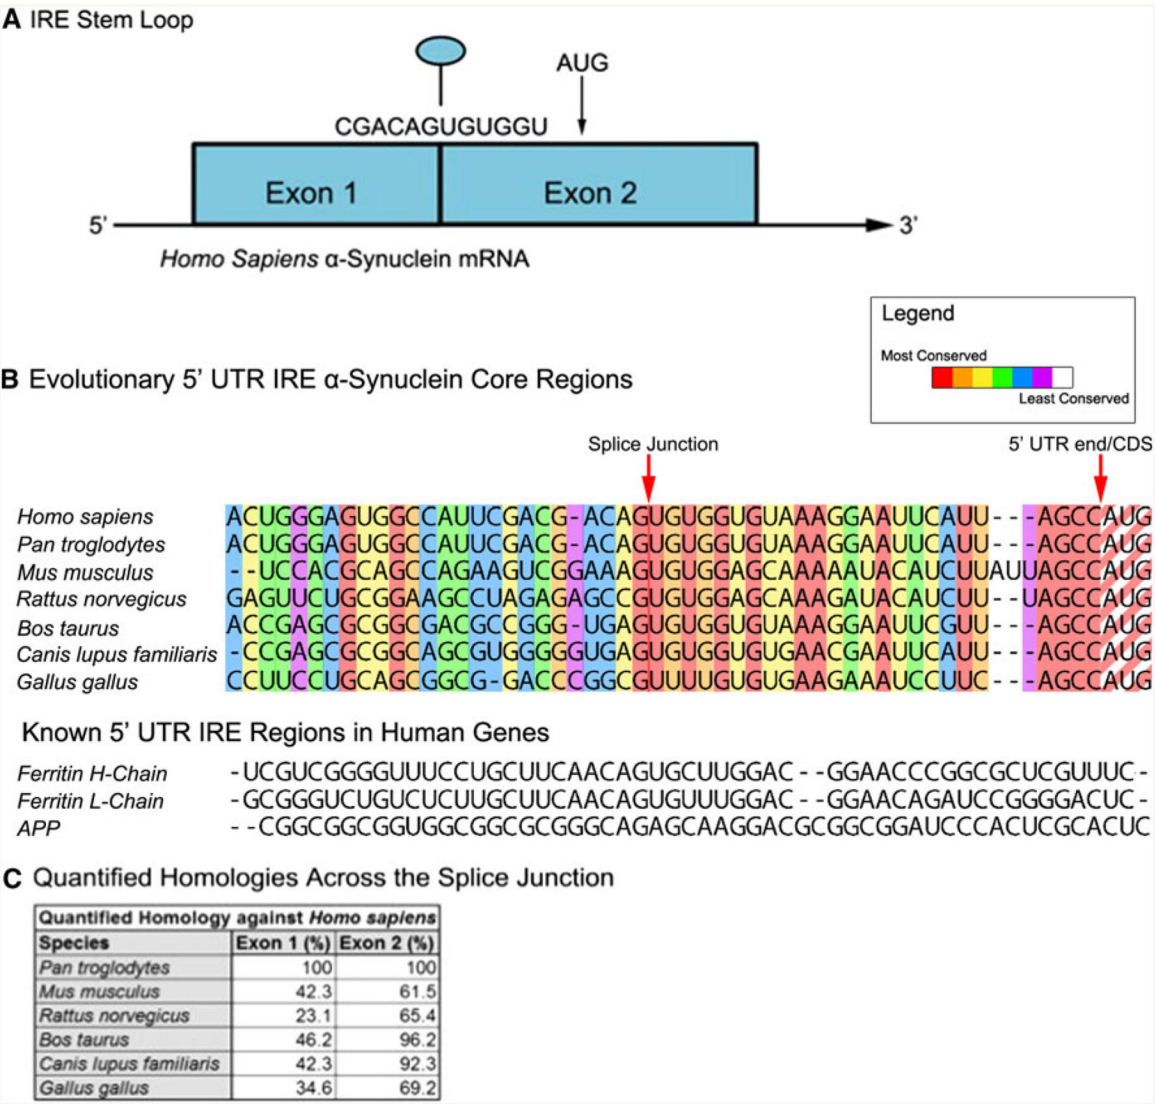 A IRE Stem Loop
AUG
CGACAGUGUGGU
Exon 1
Exon 2
5'
3'
Homo Sapiens α-Synuclein mRNA
Legend
Most Conserved
Least Conserved
B Evolutionary 5' UTR IRE α-Synuclein Core Regions
Splice Junction
5' UTR end/CDS
Homo sapiens ACUGGGAGUGGCCAUUCGACG-ACAGUGUGGUGUAAAGGAAUUCAUU---AGCCAUG
Pan troglodytes ACUGGGAGUGGCCAUUCGACG-ACAGUGUGGUGUAAAGGAAUUCAUU---AGCCAUG
Mus musculus --UCCACGCAGCCAGAAGUCGGAAAGUGUGGAGCAAAAAUACAUCUUAUUAGCCAUG
Rattus norvegicus GAGUUCUGCGGAAGCCUAGAGAGCCGUGUGGAGCAAAGAUACAUCUU--UAGCCAUG
Bos taurus ACCGAGCGCGGCGACGCCGGG-UGAGUGUGGUGUAAAGGAAUUCGUU---AGCCAUG
Canis lupus familiaris -CCGAGCGCGGCAGCGUGGGGGUGAGUGUGGUGUGAACGAAUUCAUU---AGCCAUG
Gallus gallus CCUUCCUGCAGCGGCG-GACCCGGCGUUUUGUGUGAAGAAAUCCUUC---AGCCAUG
Known 5' UTR IRE Regions in Human Genes
Ferritin H-Chain -UCGUCGGGGUUUCCUGCUUCAACAGUGCUUGGAC--GGAACCCGGCGCUCGUUUC-
Ferritin L-Chain -GCGGGUCUGUCUCUUGCUUCAACAGUGUUUGGAC--GGAACAGAUCCGGGGACUC-
APP --CGGCGGCGGUGGCGGCGCGGGCAGAGCAAGGACGCGGCGGAUCCCACUCGCACUC
C Quantified Homologies Across the Splice Junction
Quantified Homology against Homo sapiens
Species Exon 1 (%) Exon 2 (%)
Pan troglodytes 100 100
Mus musculus 42.3 61.5
Rattus norvegicus 23.1 65.4
Bos taurus 46.2 96.2
Canis lupus familiaris 42.3 92.3
Gallus gallus 34.6 69.2